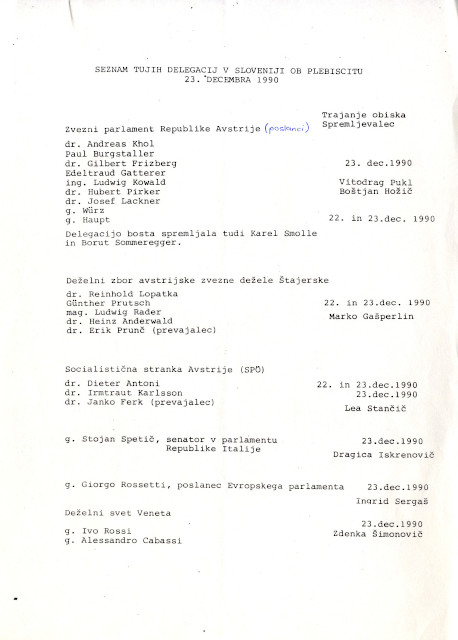 SEZNAM TUJIH DELEGACIJ V SLOVENIJI OB PLEBISCITU
23. DECEMBRA 1990
Trajanje obiska
Spremljevalec
Zvezni parlament Republike Avstrije (poslanci)
dr. Andreas Khol
Paul Burgstaller
dr. Gilbert Frizberg 23. dec.1990
Edeltraud Gatterer
ing. Ludwig Kowald Vitodrag Pukl
dr. Hubert Pirker Boštjan Hožič
dr. Josef Lackner
g. Würz
g. Haupt 22. in 23.dec. 1990
Delegacijo bosta spremljala tudi Karel Smolle
in Borut Sommeregger.
Deželni zbor avstrijske zvezne dežele Štajerske
dr. Reinhold Lopatka
Günther Prutsch 22. in 23.dec. 1990
mag. Ludwig Rader
dr. Heinz Anderwald Marko Gašperlin
dr. Erik Prunč (prevajalec)
Socialistična stranka Avstrije (SPÖ)
dr. Dieter Antoni 22. in 23.dec.1990
dr. Irmtraut Karlsson 23.dec.1990
dr. Janko Ferk (prevajalec)
Lea Stančič
g. Stojan Spetič, senator v parlamentu 23.dec.1990
Republike Italije
Dragica Iskrenovič
g. Giorgo Rossetti, poslanec Evropskega parlamenta 23.dec.1990
Ingrid Sergaš
Deželni svet Veneta
23.dec.1990
g. Ivo Rossi Zdenka Šimonovič
g. Alessandro Cabassi